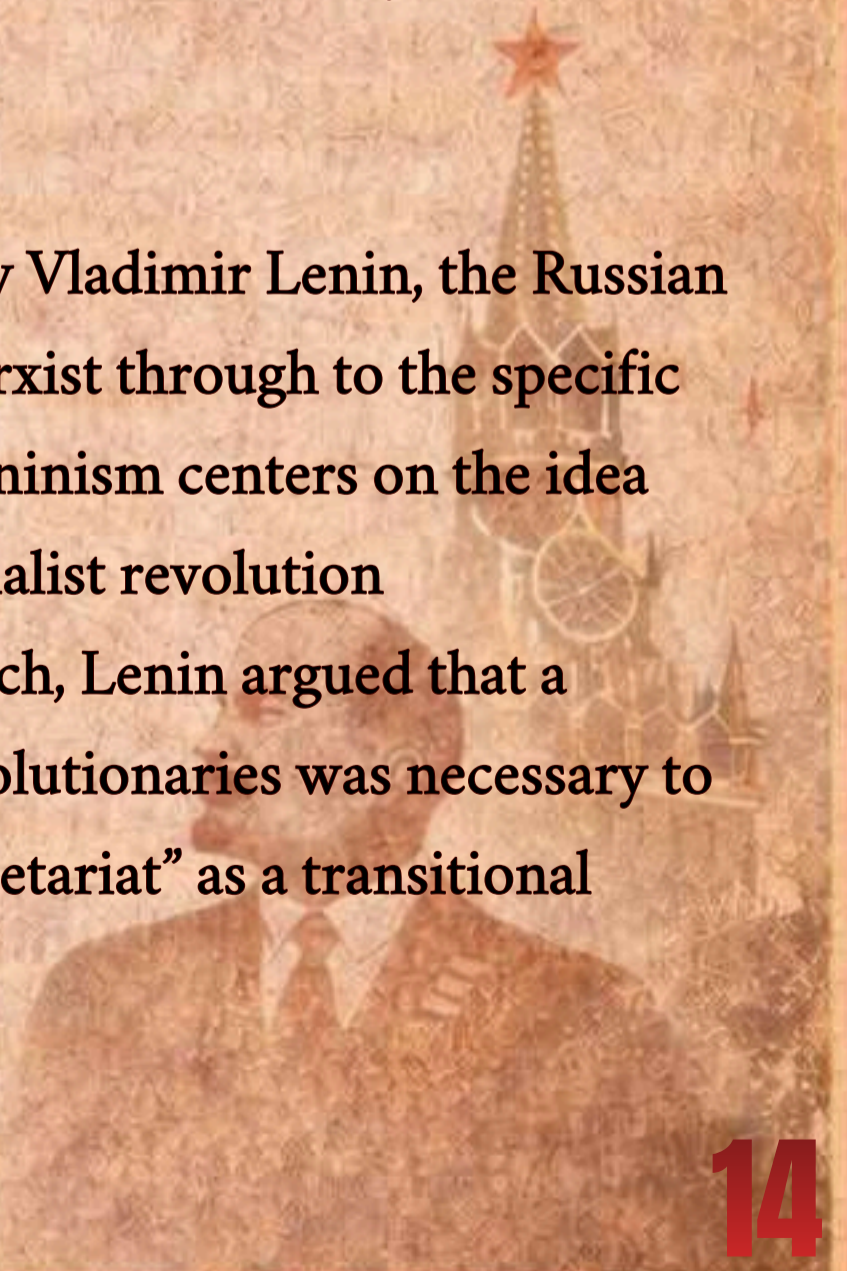 y Vladimir Lenin, the Russian
rxist through to the specific
ninism centers on the idea
ialist revolution
ch, Lenin argued that a
olutionaries was necessary to
etariat” as a transitional
14